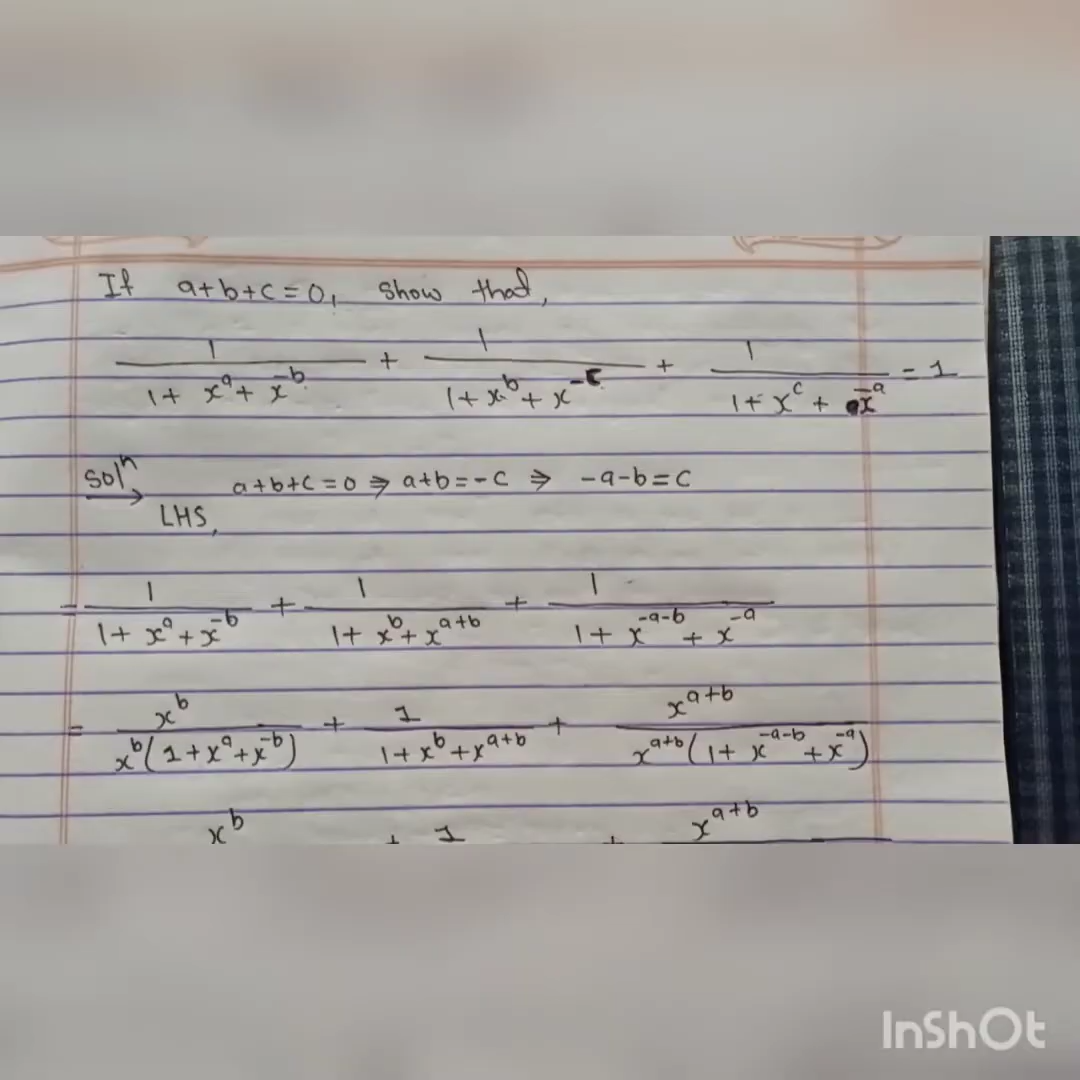 If a+b+c=0, show that,
1/(1+x^a+x^-b) + 1/(1+x^b+x^-c) + 1/(1+x^c+x^-a) = 1
Solⁿ a+b+c=0 ⇒ a+b=-c ⇒ -a-b=c
LHS,
= 1/(1+x^a+x^-b) + 1/(1+x^b+x^(a+b)) + 1/(1+x^(-a-b)+x^-a)
= x^b/(x^b(1+x^a+x^-b)) + 1/(1+x^b+x^(a+b)) + x^(a+b)/(x^(a+b)(1+x^(-a-b)+x^-a))
x^b + 1 + x^(a+b)
InShOt